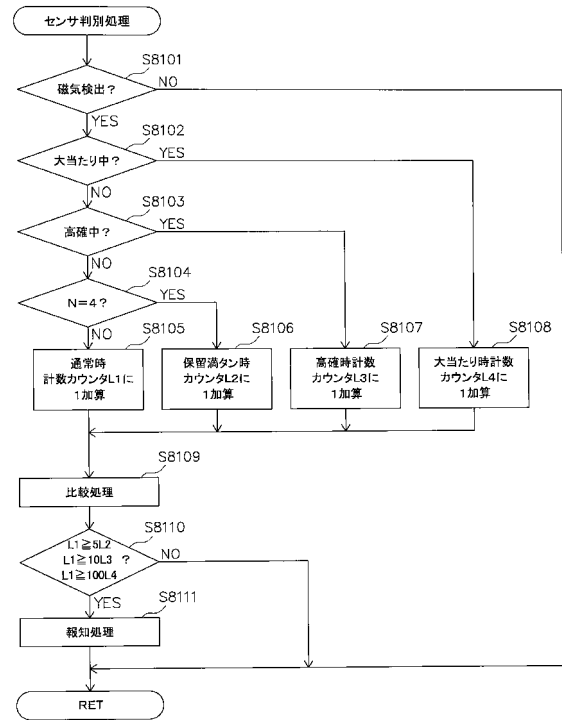 センサ判別処理
S8101
磁気検出？
NO
YES
S8102
大当たり中？
YES
NO
S8103
高確中？
YES
NO
S8104
N＝4？
YES
NO
S8105
S8106
S8107
S8108
通常時
計数カウンタL1に
1加算
保留満タン時
カウンタL2に
1加算
高確時計数
カウンタL3に
1加算
大当たり時計数
カウンタL4に
1加算
S8109
比較処理
S8110
L1≧5L2
L1≧10L3 ？
L1≧100L4
NO
YES
S8111
報知処理
RET